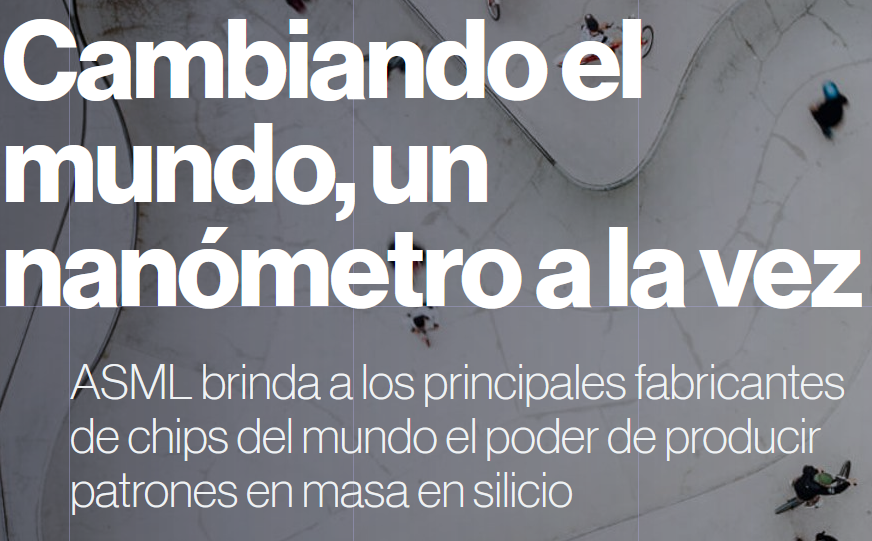 Cambiando el
mundo, un
nanómetro a la vez
ASML brinda a los principales fabricantes
de chips del mundo el poder de producir
patrones en masa en silicio